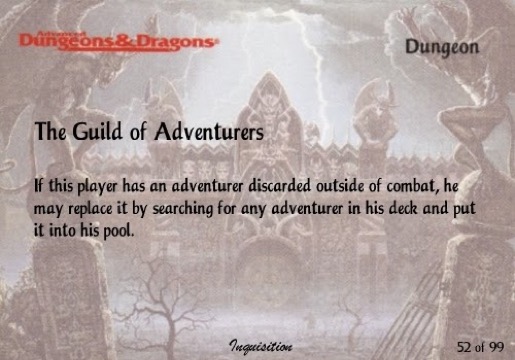 Advanced
Dungeons & Dragons®
Dungeon
The Guild of Adventurers
If this player has an adventurer discarded outside of combat, he
may replace it by searching for any adventurer in his deck and put
it into his pool.
Inquisition
52 of 99